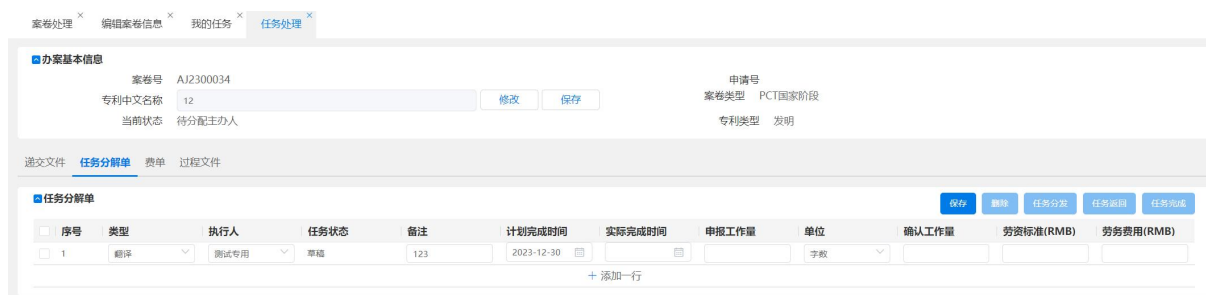 案卷处理 × 编辑案卷信息 × 我的任务 × 任务处理 ×
办案基本信息
案卷号 AJ2300034 申请号
专利中文名称 12 修改 保存 案卷类型 PCT国家阶段
当前状态 待分配主办人 专利类型 发明
递交文件 任务分解单 费单 过程文件
任务分解单 保存 删除 任务分发 任务返回 任务完成
序号 类型 执行人 任务状态 备注 计划完成时间 实际完成时间 申报工作量 单位 确认工作量 劳资标准(RMB) 劳务费用(RMB)
1 翻译 测试专用 草稿 123 2023-12-30 字数
+ 添加一行